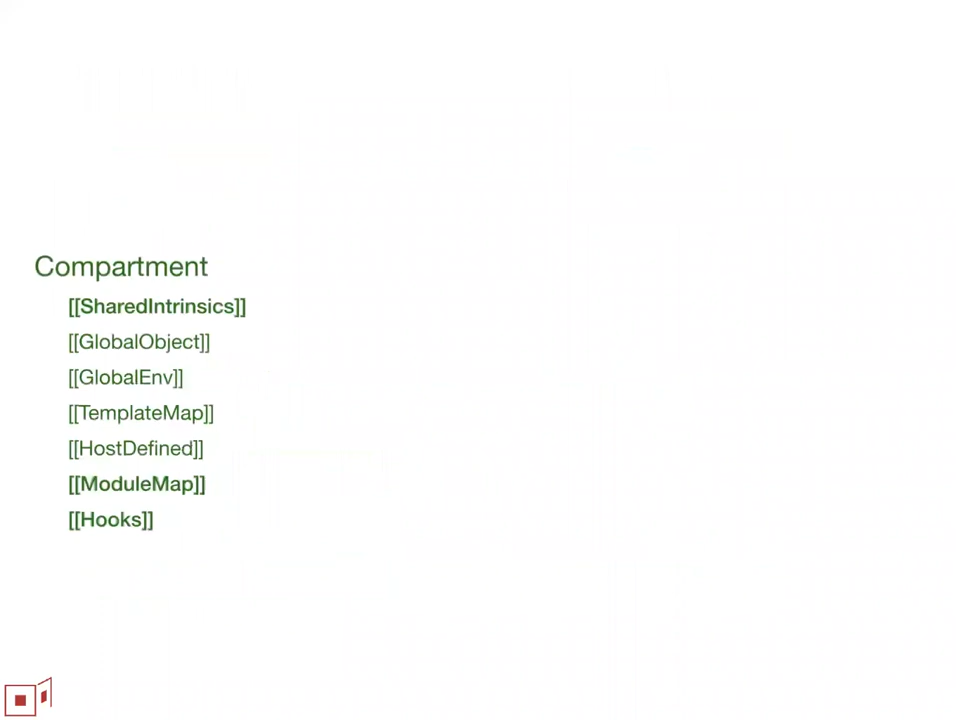 Compartment
[[SharedIntrinsics]]
[[GlobalObject]]
[[GlobalEnv]]
[[TemplateMap]]
[[HostDefined]]
[[ModuleMap]]
[[Hooks]]